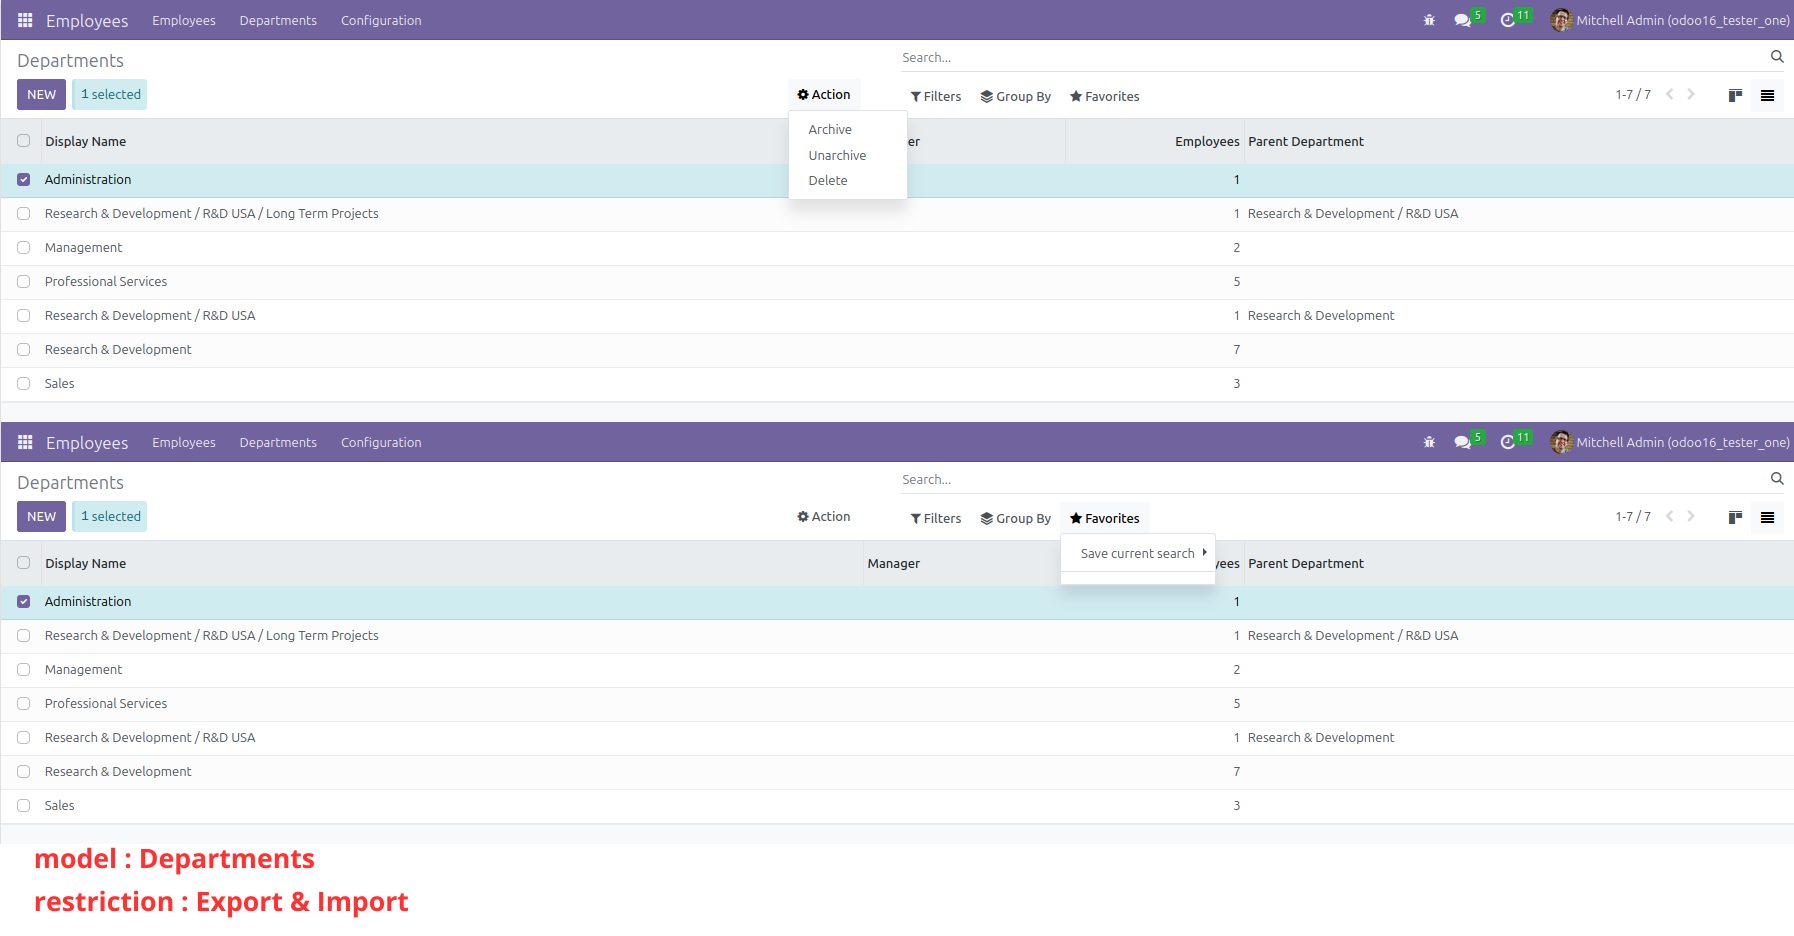 Employees Employees Departments Configuration 5 11 Mitchell Admin (odoo16_tester_one)
Departments Search...
NEW 1 selected Action Filters Group By Favorites 1-7 / 7
Archive
Display Name er Employees Parent Department
Unarchive
Administration Delete 1
Research & Development / R&D USA / Long Term Projects 1 Research & Development / R&D USA
Management 2
Professional Services 5
Research & Development / R&D USA 1 Research & Development
Research & Development 7
Sales 3
Employees Employees Departments Configuration 5 11 Mitchell Admin (odoo16_tester_one)
Departments Search...
NEW 1 selected Action Filters Group By Favorites 1-7 / 7
Save current search
Display Name Manager yees Parent Department
Administration 1
Research & Development / R&D USA / Long Term Projects 1 Research & Development / R&D USA
Management 2
Professional Services 5
Research & Development / R&D USA 1 Research & Development
Research & Development 7
Sales 3
model : Departments
restriction : Export & Import